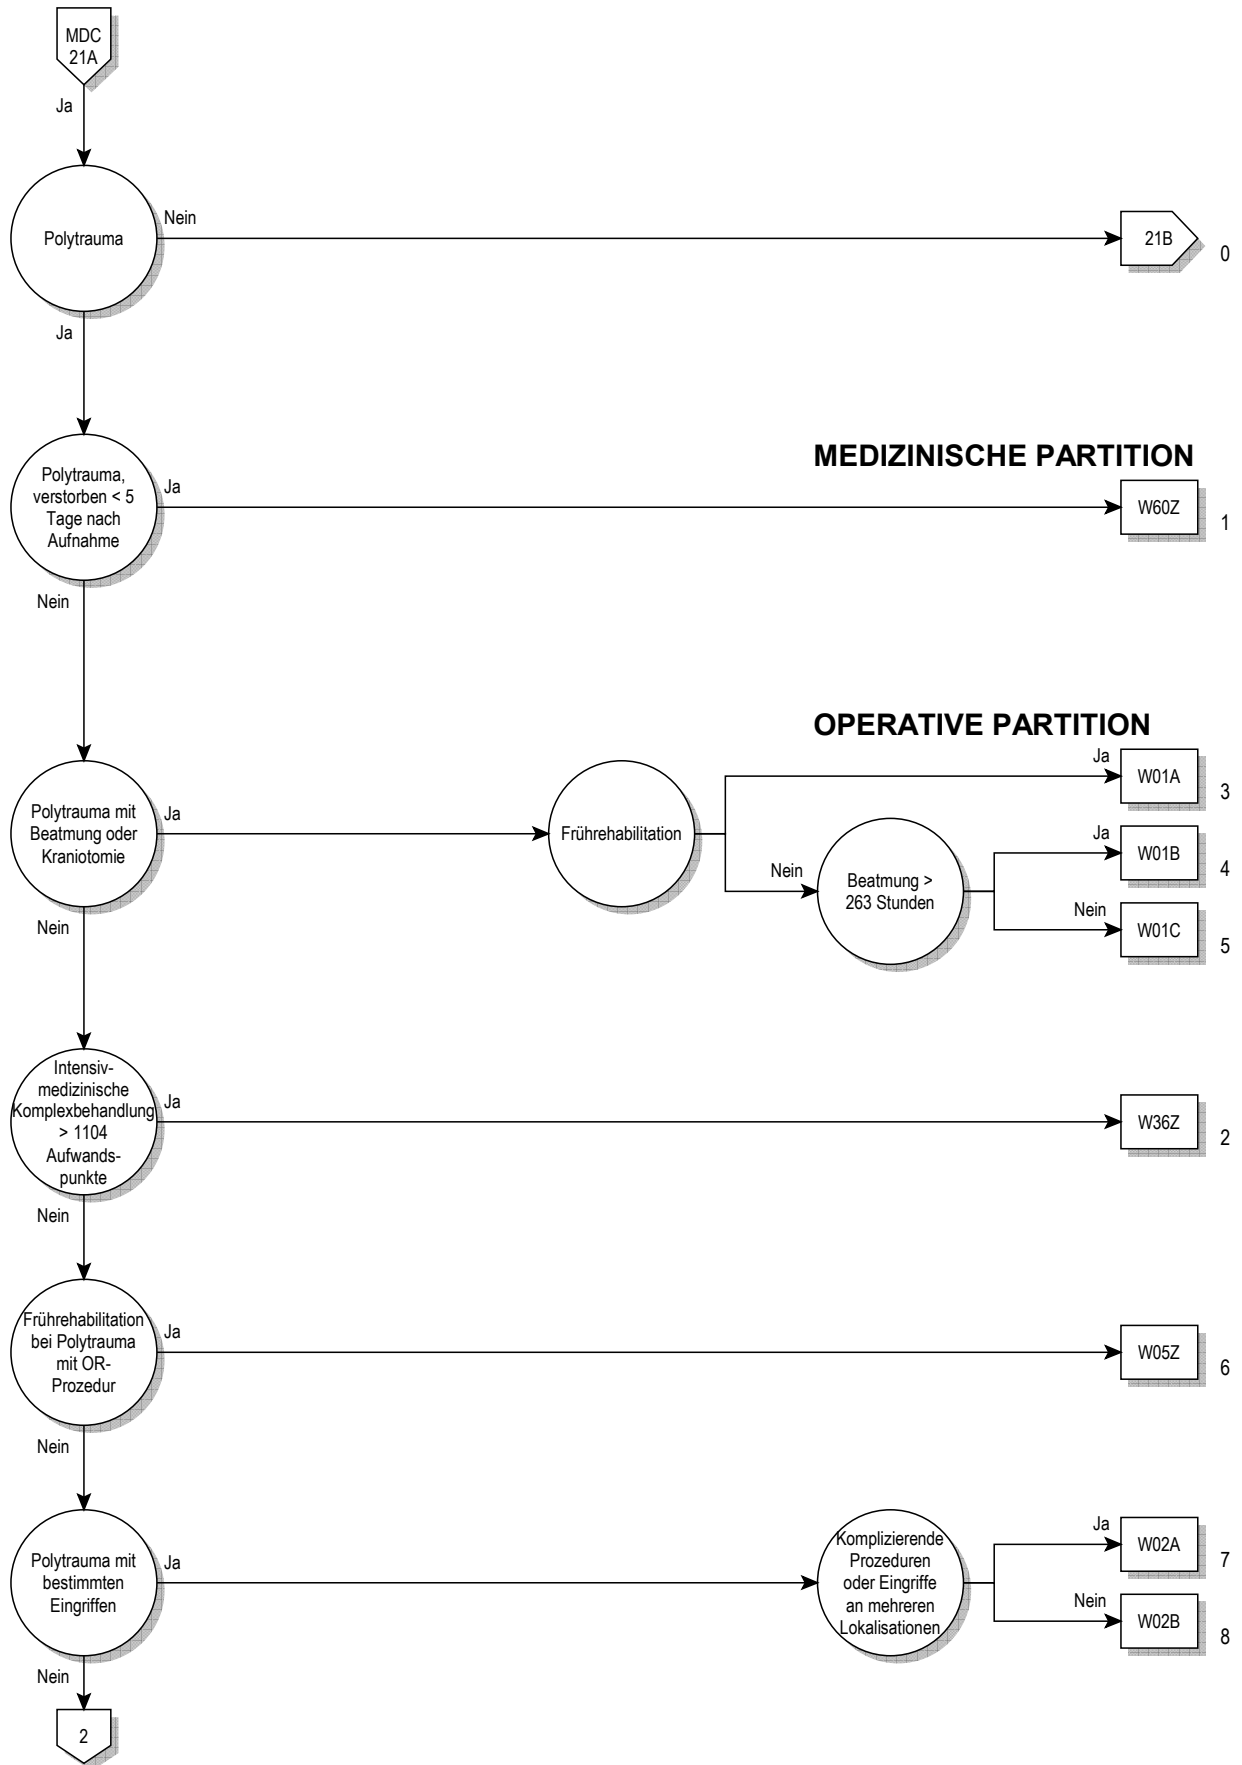 MDC
21A
Ja
Polytrauma
Nein
21B
0
Ja
MEDIZINISCHE PARTITION
Polytrauma,
verstorben < 5
Tage nach
Aufnahme
Ja
W60Z
1
Nein
OPERATIVE PARTITION
Polytrauma mit
Beatmung oder
Kraniotomie
Ja
Frührehabilitation
Ja
W01A
3
Nein
Beatmung >
263 Stunden
Ja
W01B
4
Nein
W01C
5
Nein
Intensiv-
medizinische
Komplexbehandlung
> 1104
Aufwands-
punkte
Ja
W36Z
2
Nein
Frührehabilitation
bei Polytrauma
mit OR-
Prozedur
Ja
W05Z
6
Nein
Polytrauma mit
bestimmten
Eingriffen
Ja
Komplizierende
Prozeduren
oder Eingriffe
an mehreren
Lokalisationen
Ja
W02A
7
Nein
W02B
8
Nein
2